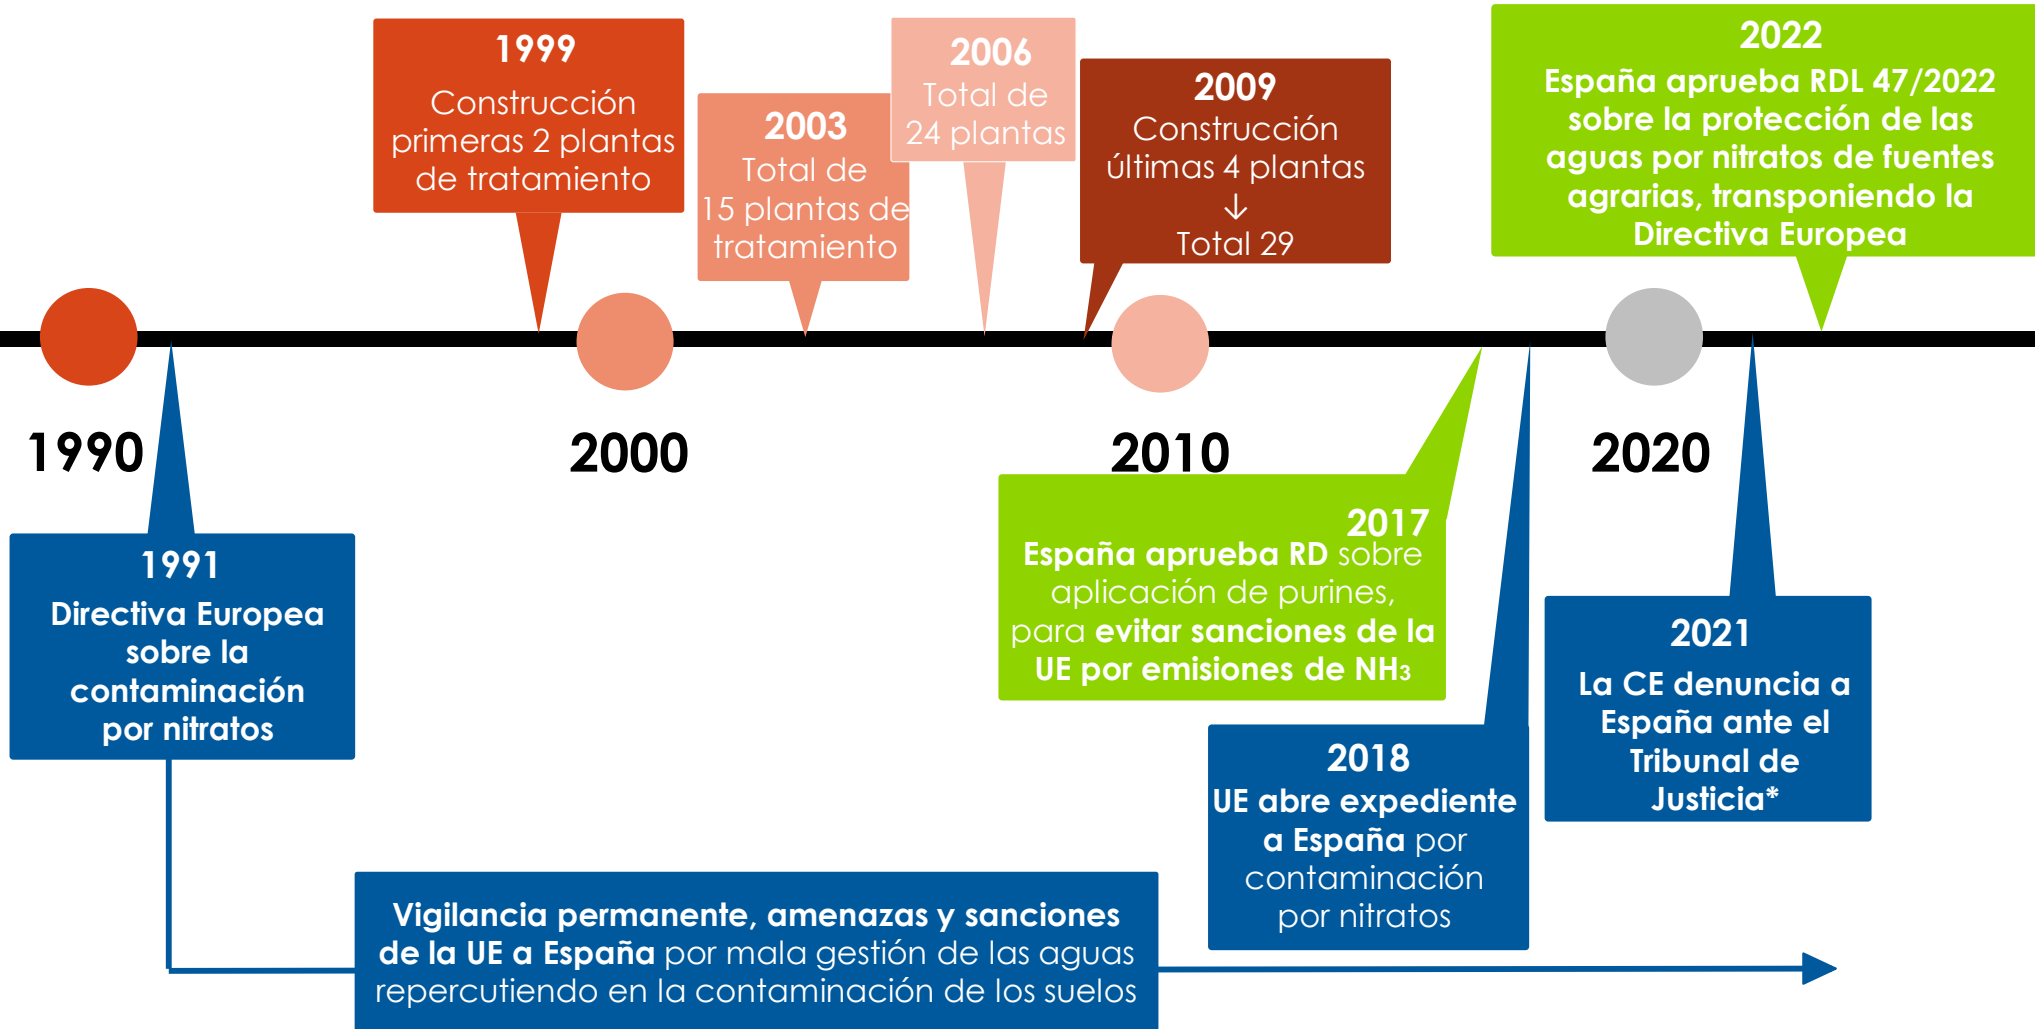 1999
Construcción
primeras 2 plantas
de tratamiento
2003
Total de
15 plantas de
tratamiento
2006
Total de
24 plantas
2009
Construcción
últimas 4 plantas
↓
Total 29
2022
España aprueba RDL 47/2022
sobre la protección de las
aguas por nitratos de fuentes
agrarias, transponiendo la
Directiva Europea
1990
2000
2010
2020
1991
Directiva Europea
sobre la
contaminación
por nitratos
2017
España aprueba RD sobre
aplicación de purines,
para evitar sanciones de la
UE por emisiones de NH₃
2018
UE abre expediente
a España por
contaminación
por nitratos
2021
La CE denuncia a
España ante el
Tribunal de
Justicia*
Vigilancia permanente, amenazas y sanciones
de la UE a España por mala gestión de las aguas
repercutiendo en la contaminación de los suelos